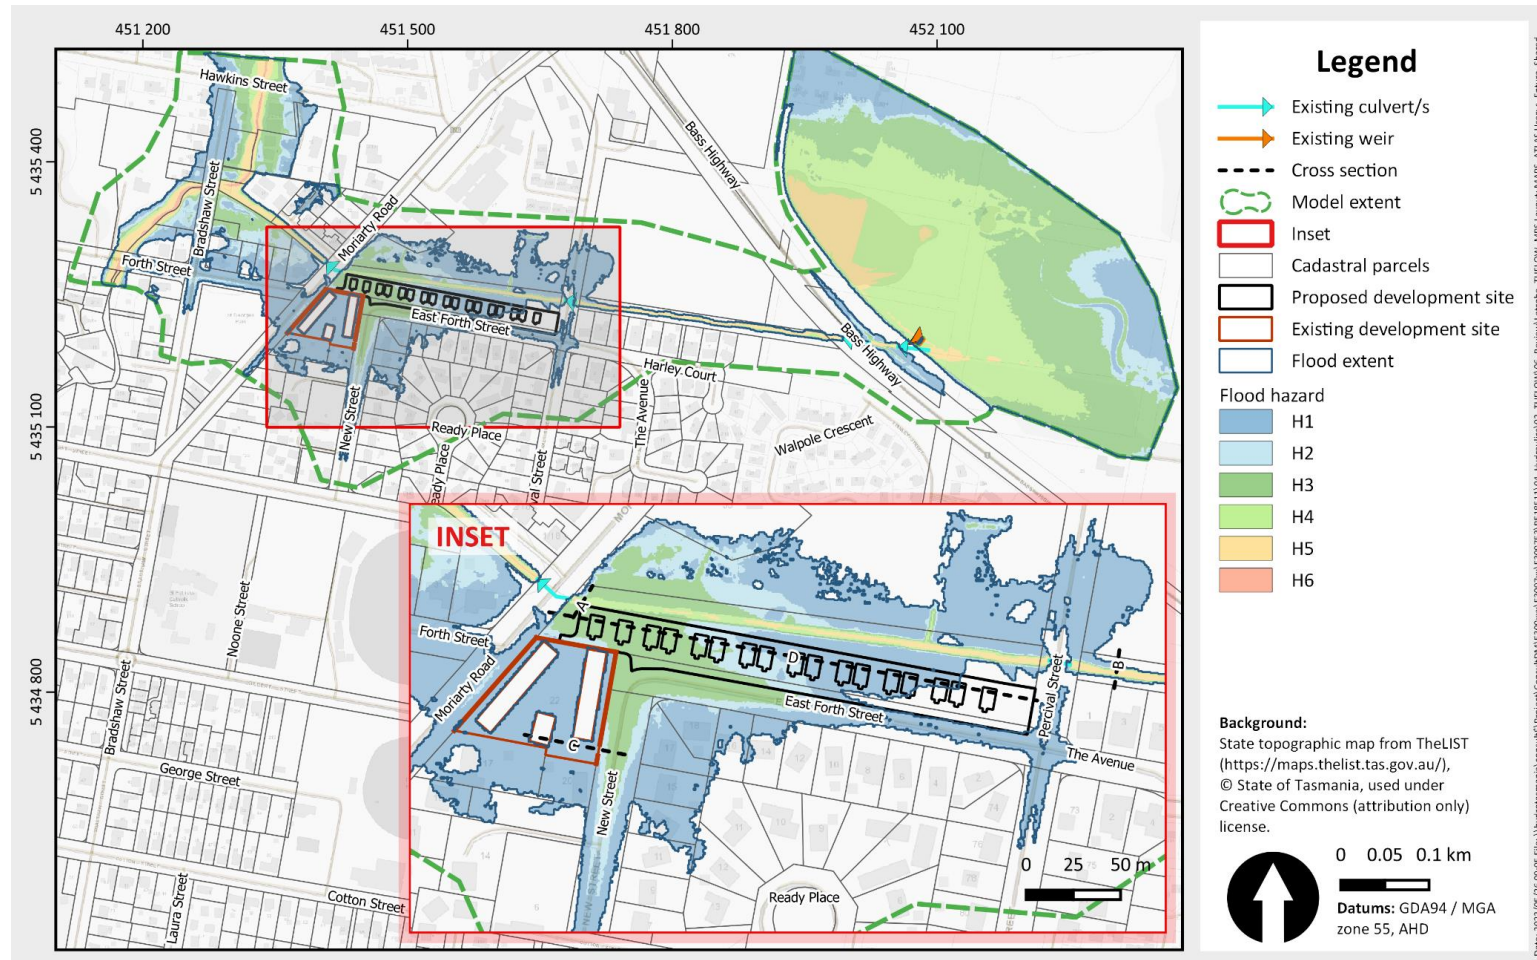 451 200
451 500
451 800
452 100
5 435 400
5 435 100
5 434 800
Hawkins Street
Bradshaw Street
Forth Street
Moriarty Road
Bass Highway
East Forth Street
Bass Highway
Harley Court
The Avenue
Walpole Crescent
New Street
Ready Place
eady Place
val Street
Noone Street
Bradshaw Street
George Street
Laura Street
Cotton Street
INSET
A
Forth Street
Moriarty Road
D
B
East Forth Street
Percival Street
The Avenue
C
New Street
NEW STREET
Ready Place
0 25 50 m
Legend
Existing culvert/s
Existing weir
Cross section
Model extent
Inset
Cadastral parcels
Proposed development site
Existing development site
Flood extent
Flood hazard
H1
H2
H3
H4
H5
H6
Background:
State topographic map from TheLIST
(https://maps.thelist.tas.gov.au/),
© State of Tasmania, used under
Creative Commons (attribution only)
license.
0 0.05 0.1 km
Datums: GDA94 / MGA
zone 55, AHD